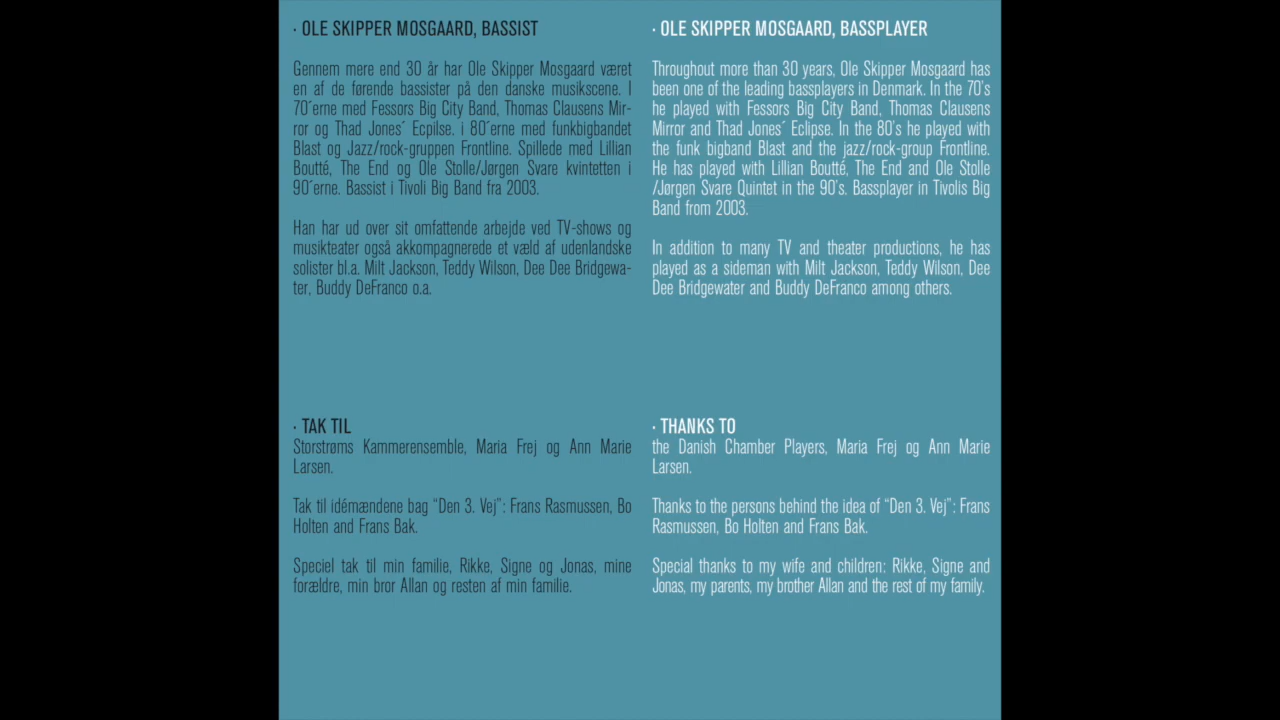 · OLE SKIPPER MOSGAARD, BASSIST
Gennem mere end 30 år har Ole Skipper Mosgaard været
en af de førende bassister på den danske musikscene. I
70´erne med Fessors Big City Band, Thomas Clausens Mir-
ror og Thad Jones´ Ecpilse. i 80´erne med funkbigbandet
Blast og Jazz/rock-gruppen Frontline. Spillede med Lillian
Boutté, The End og Ole Stolle/Jørgen Svare kvintetten i
90´erne. Bassist i Tivoli Big Band fra 2003.
Han har ud over sit omfattende arbejde ved TV-shows og
musikteater også akkompagnerede et væld af udenlandske
solister bl.a. Milt Jackson, Teddy Wilson, Dee Dee Bridgewa-
ter, Buddy DeFranco o.a.
· TAK TIL
Storstrøms Kammerensemble, Maria Frej og Ann Marie
Larsen.
Tak til idémændene bag “Den 3. Vej”: Frans Rasmussen, Bo
Holten and Frans Bak.
Speciel tak til min familie, Rikke, Signe og Jonas, mine
forældre, min bror Allan og resten af min familie.
· OLE SKIPPER MOSGAARD, BASSPLAYER
Throughout more than 30 years, Ole Skipper Mosgaard has
been one of the leading bassplayers in Denmark. In the 70’s
he played with Fessors Big City Band, Thomas Clausens
Mirror and Thad Jones´ Eclipse. In the 80’s he played with
the funk bigband Blast and the jazz/rock-group Frontline.
He has played with Lillian Boutté, The End and Ole Stolle
/Jørgen Svare Quintet in the 90’s. Bassplayer in Tivolis Big
Band from 2003.
In addition to many TV and theater productions, he has
played as a sideman with Milt Jackson, Teddy Wilson, Dee
Dee Bridgewater and Buddy DeFranco among others.
· THANKS TO
the Danish Chamber Players, Maria Frej og Ann Marie
Larsen.
Thanks to the persons behind the idea of “Den 3. Vej”: Frans
Rasmussen, Bo Holten and Frans Bak.
Special thanks to my wife and children: Rikke, Signe and
Jonas, my parents, my brother Allan and the rest of my family.